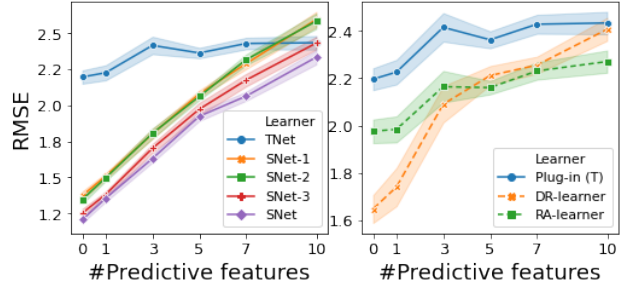 2.5
2.2
2.0
1.8
1.5
1.2
RMSE
Learner
TNet
SNet-1
SNet-2
SNet-3
SNet
0 1 3 5 7 10
#Predictive features
2.4
2.2
2.0
1.8
1.6
Learner
Plug-in (T)
DR-learner
RA-learner
0 1 3 5 7 10
#Predictive features